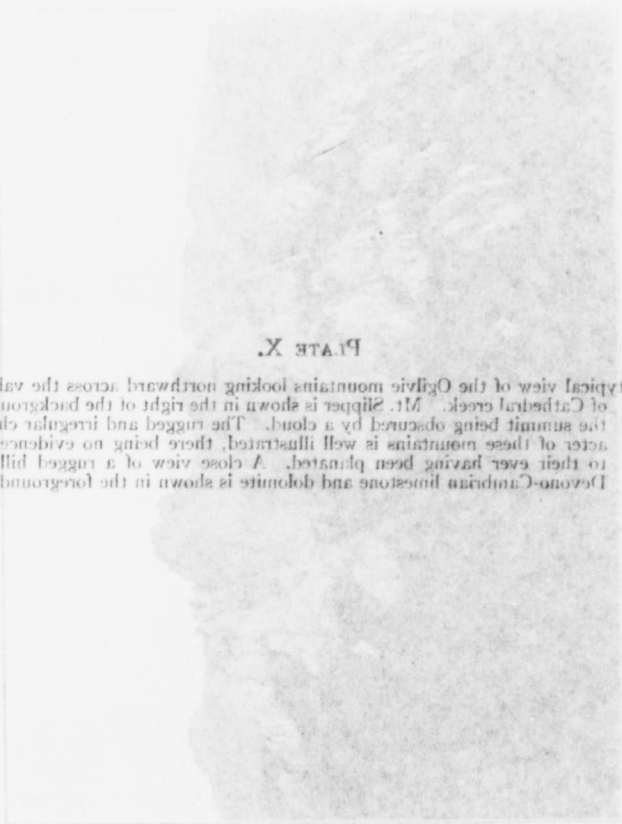 PLATE X.
typical view of the Ogilvie mountains looking northward across the val
of Cathedral creek. Mt. Slipper is shown in the right of the backgrou
the summit being obscured by a cloud. The rugged and irregular ch
acter of these mountains is well illustrated, there being no evidence
to their ever having been planated. A close view of a rugged hill
Devono-Cambrian limestone and dolomite is shown in the foreground